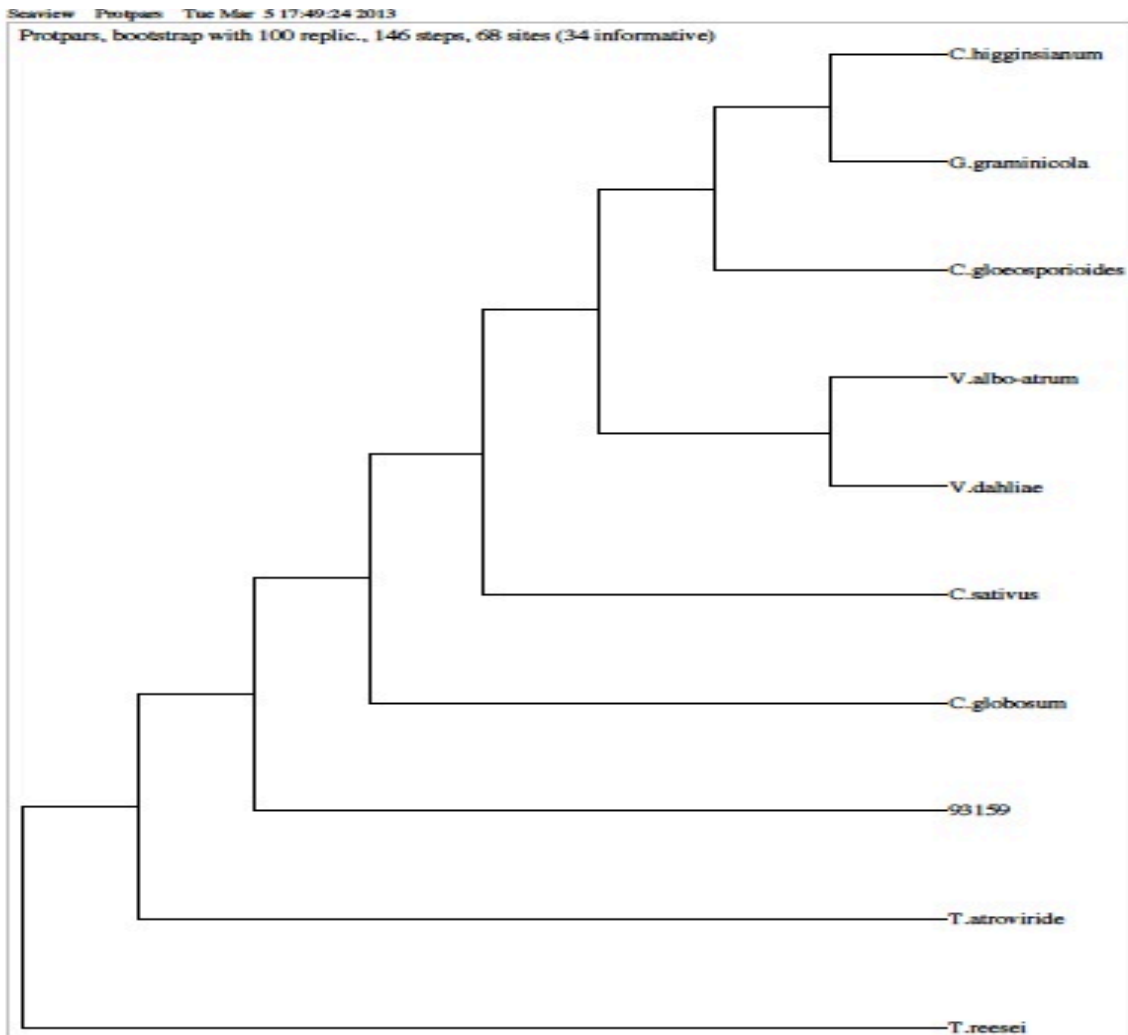 Seaview Protpars Tue Mar 5 17:49:24 2013
Protpars, bootstrap with 100 replic., 146 steps, 68 sites (34 informative)
C.higginsianum
G.graminicola
C.gloeosporioides
V.albo-atrum
V.dahliae
C.sativus
C.globosum
93159
T.atroviride
T.reesei